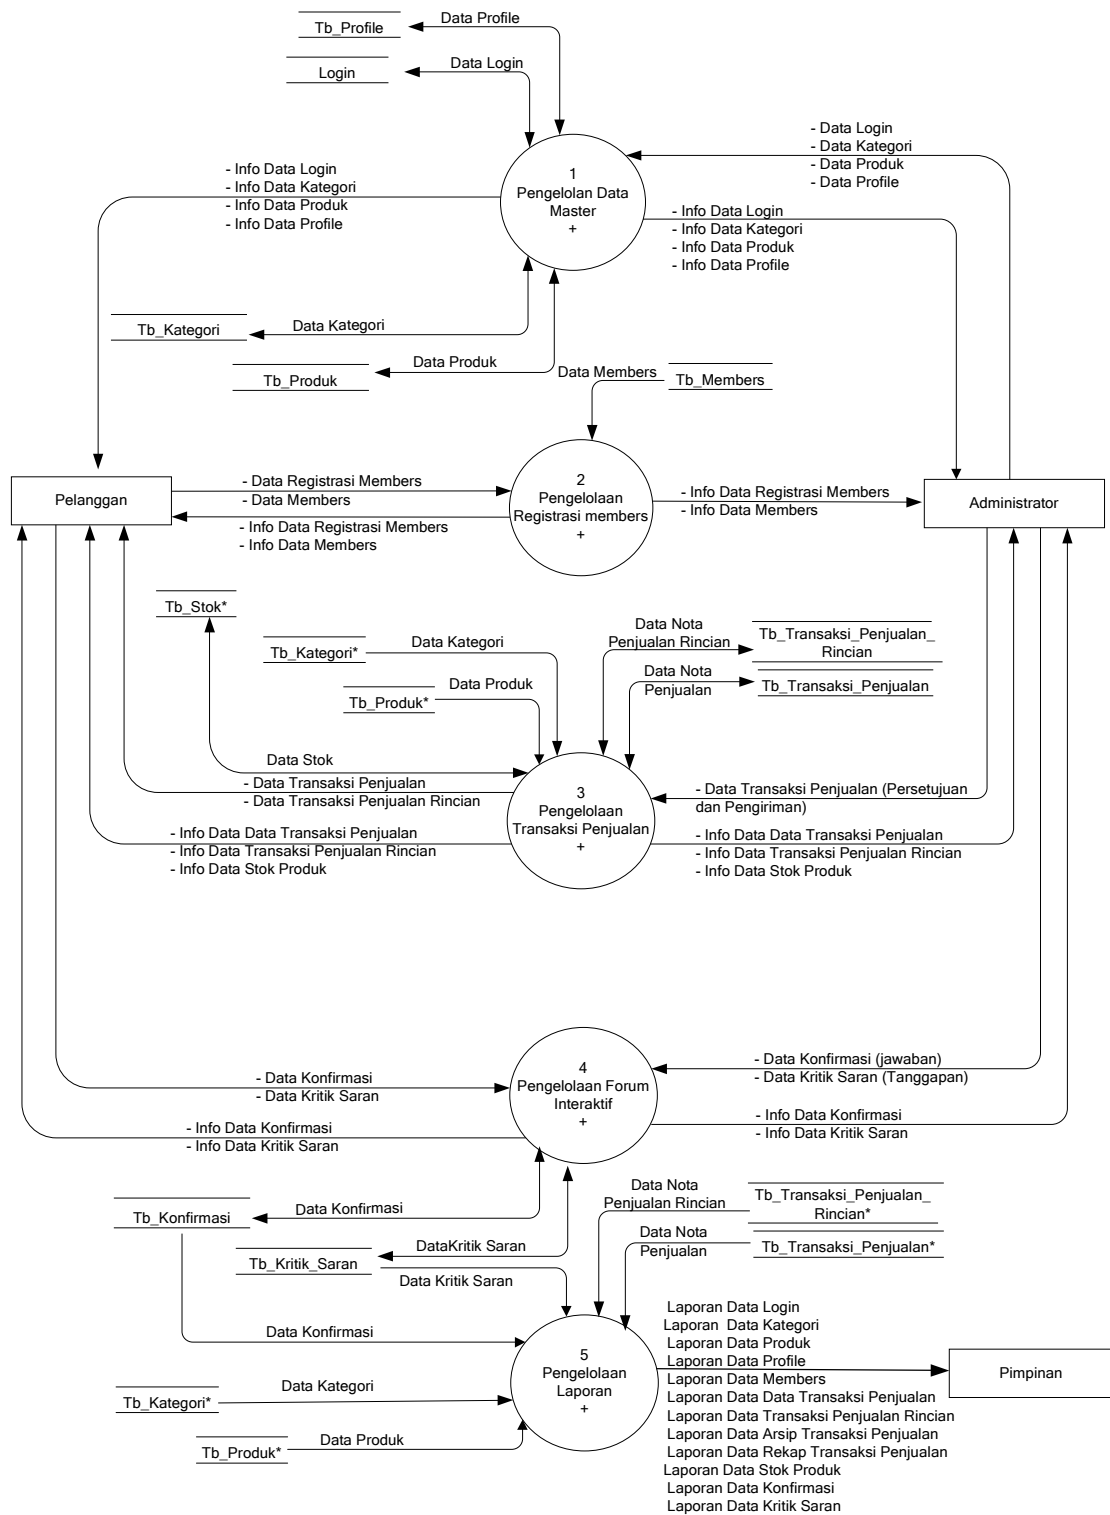 Tb_Profile
Data Profile
Login
Data Login
- Data Login
- Data Kategori
- Data Produk
- Data Profile
- Info Data Login
- Info Data Kategori
- Info Data Produk
- Info Data Profile
1
Pengelolan Data
Master
+
- Info Data Login
- Info Data Kategori
- Info Data Produk
- Info Data Profile
Tb_Kategori
Data Kategori
Tb_Produk
Data Produk
Data Members
Tb_Members
Pelanggan
- Data Registrasi Members
- Data Members
- Info Data Registrasi Members
- Info Data Members
2
Pengelolaan
Registrasi members
+
- Info Data Registrasi Members
- Info Data Members
Administrator
Tb_Stok*
Tb_Kategori*
Data Kategori
Tb_Produk*
Data Produk
Data Nota
Penjualan Rincian
Tb_Transaksi_Penjualan_
Rincian
Data Nota
Penjualan
Tb_Transaksi_Penjualan
Data Stok
- Data Transaksi Penjualan
- Data Transaksi Penjualan Rincian
- Info Data Data Transaksi Penjualan
- Info Data Transaksi Penjualan Rincian
- Info Data Stok Produk
3
Pengelolaan
Transaksi Penjualan
+
- Data Transaksi Penjualan (Persetujuan
dan Pengiriman)
- Info Data Data Transaksi Penjualan
- Info Data Transaksi Penjualan Rincian
- Info Data Stok Produk
- Data Konfirmasi
- Data Kritik Saran
- Info Data Konfirmasi
- Info Data Kritik Saran
4
Pengelolaan Forum
Interaktif
+
- Data Konfirmasi (jawaban)
- Data Kritik Saran (Tanggapan)
- Info Data Konfirmasi
- Info Data Kritik Saran
Tb_Konfirmasi
Data Konfirmasi
Tb_Kritik_Saran
DataKritik Saran
Data Kritik Saran
Data Nota
Penjualan Rincian
Tb_Transaksi_Penjualan_
Rincian*
Data Nota
Penjualan
Tb_Transaksi_Penjualan*
Data Konfirmasi
Tb_Kategori*
Data Kategori
Tb_Produk*
Data Produk
5
Pengelolaan
Laporan
+
Laporan Data Login
Laporan  Data Kategori
Laporan Data Produk
Laporan Data Profile
Laporan Data Members
Laporan Data Data Transaksi Penjualan
Laporan Data Transaksi Penjualan Rincian
Laporan Data Arsip Transaksi Penjualan
Laporan Data Rekap Transaksi Penjualan
Laporan Data Stok Produk
Laporan Data Konfirmasi
Laporan Data Kritik Saran
Pimpinan